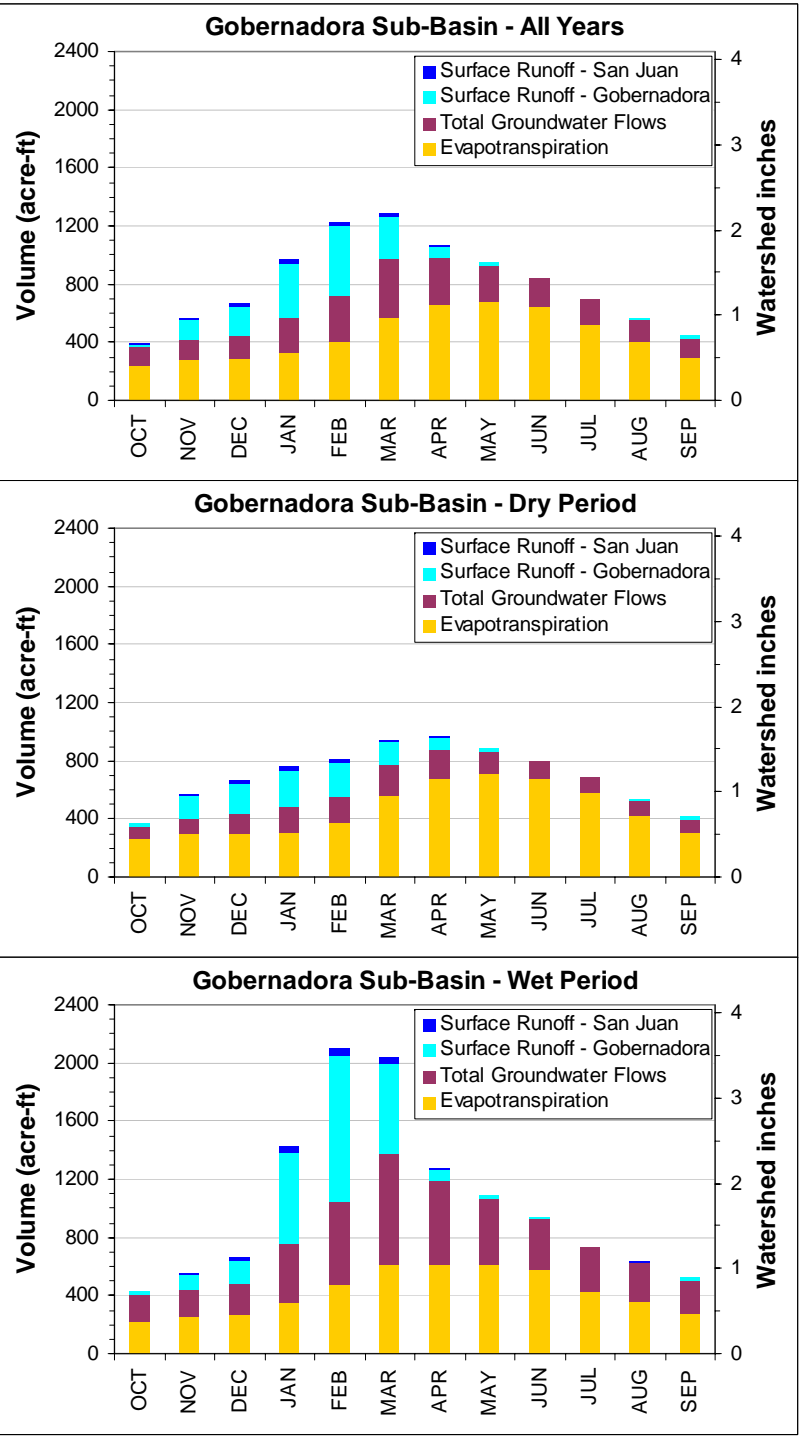 Gobernadora Sub-Basin - All Years
Volume (acre-ft)
2400
2000
1600
1200
800
400
0
Surface Runoff - San Juan
Surface Runoff - Gobernadora
Total Groundwater Flows
Evapotranspiration
4
3
2
1
0
Watershed inches
OCT NOV DEC JAN FEB MAR APR MAY JUN JUL AUG SEP
Gobernadora Sub-Basin - Dry Period
Volume (acre-ft)
2400
2000
1600
1200
800
400
0
Surface Runoff - San Juan
Surface Runoff - Gobernadora
Total Groundwater Flows
Evapotranspiration
4
3
2
1
0
Watershed inches
OCT NOV DEC JAN FEB MAR APR MAY JUN JUL AUG SEP
Gobernadora Sub-Basin - Wet Period
Volume (acre-ft)
2400
2000
1600
1200
800
400
0
Surface Runoff - San Juan
Surface Runoff - Gobernadora
Total Groundwater Flows
Evapotranspiration
4
3
2
1
0
Watershed inches
OCT NOV DEC JAN FEB MAR APR MAY JUN JUL AUG SEP